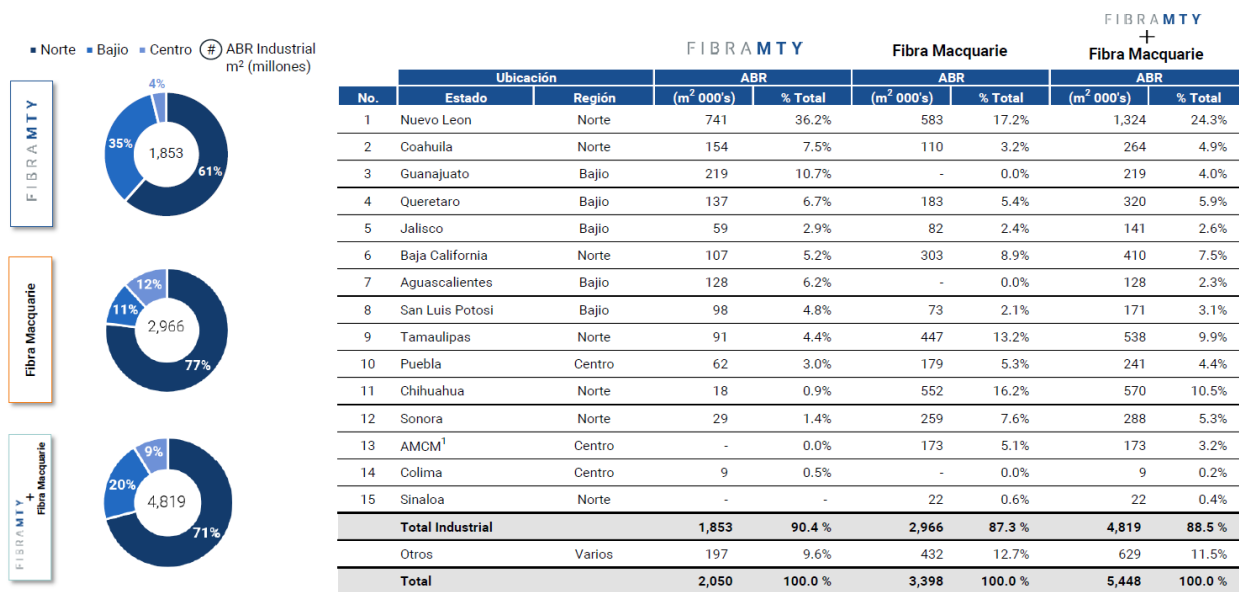 Norte Bajio Centro # ABR Industrial
m² (millones)
FIBRAMTY
4%
35%
1,853
61%
Fibra Macquarie
12%
11%
2,966
77%
FIBRAMTY
+
Fibra Macquarie
9%
20%
4,819
71%
FIBRAMTY
+
FIBRAMTY Fibra Macquarie Fibra Macquarie
Ubicación ABR ABR ABR
No. Estado Región (m² 000's) % Total (m² 000's) % Total (m² 000's) % Total
1 Nuevo Leon Norte 741 36.2% 583 17.2% 1,324 24.3%
2 Coahuila Norte 154 7.5% 110 3.2% 264 4.9%
3 Guanajuato Bajio 219 10.7% - 0.0% 219 4.0%
4 Queretaro Bajio 137 6.7% 183 5.4% 320 5.9%
5 Jalisco Bajio 59 2.9% 82 2.4% 141 2.6%
6 Baja California Norte 107 5.2% 303 8.9% 410 7.5%
7 Aguascalientes Bajio 128 6.2% - 0.0% 128 2.3%
8 San Luis Potosi Bajio 98 4.8% 73 2.1% 171 3.1%
9 Tamaulipas Norte 91 4.4% 447 13.2% 538 9.9%
10 Puebla Centro 62 3.0% 179 5.3% 241 4.4%
11 Chihuahua Norte 18 0.9% 552 16.2% 570 10.5%
12 Sonora Norte 29 1.4% 259 7.6% 288 5.3%
13 AMCM¹ Centro - 0.0% 173 5.1% 173 3.2%
14 Colima Centro 9 0.5% - 0.0% 9 0.2%
15 Sinaloa Norte - - 22 0.6% 22 0.4%
Total Industrial 1,853 90.4 % 2,966 87.3 % 4,819 88.5 %
Otros Varios 197 9.6% 432 12.7% 629 11.5%
Total 2,050 100.0 % 3,398 100.0 % 5,448 100.0 %